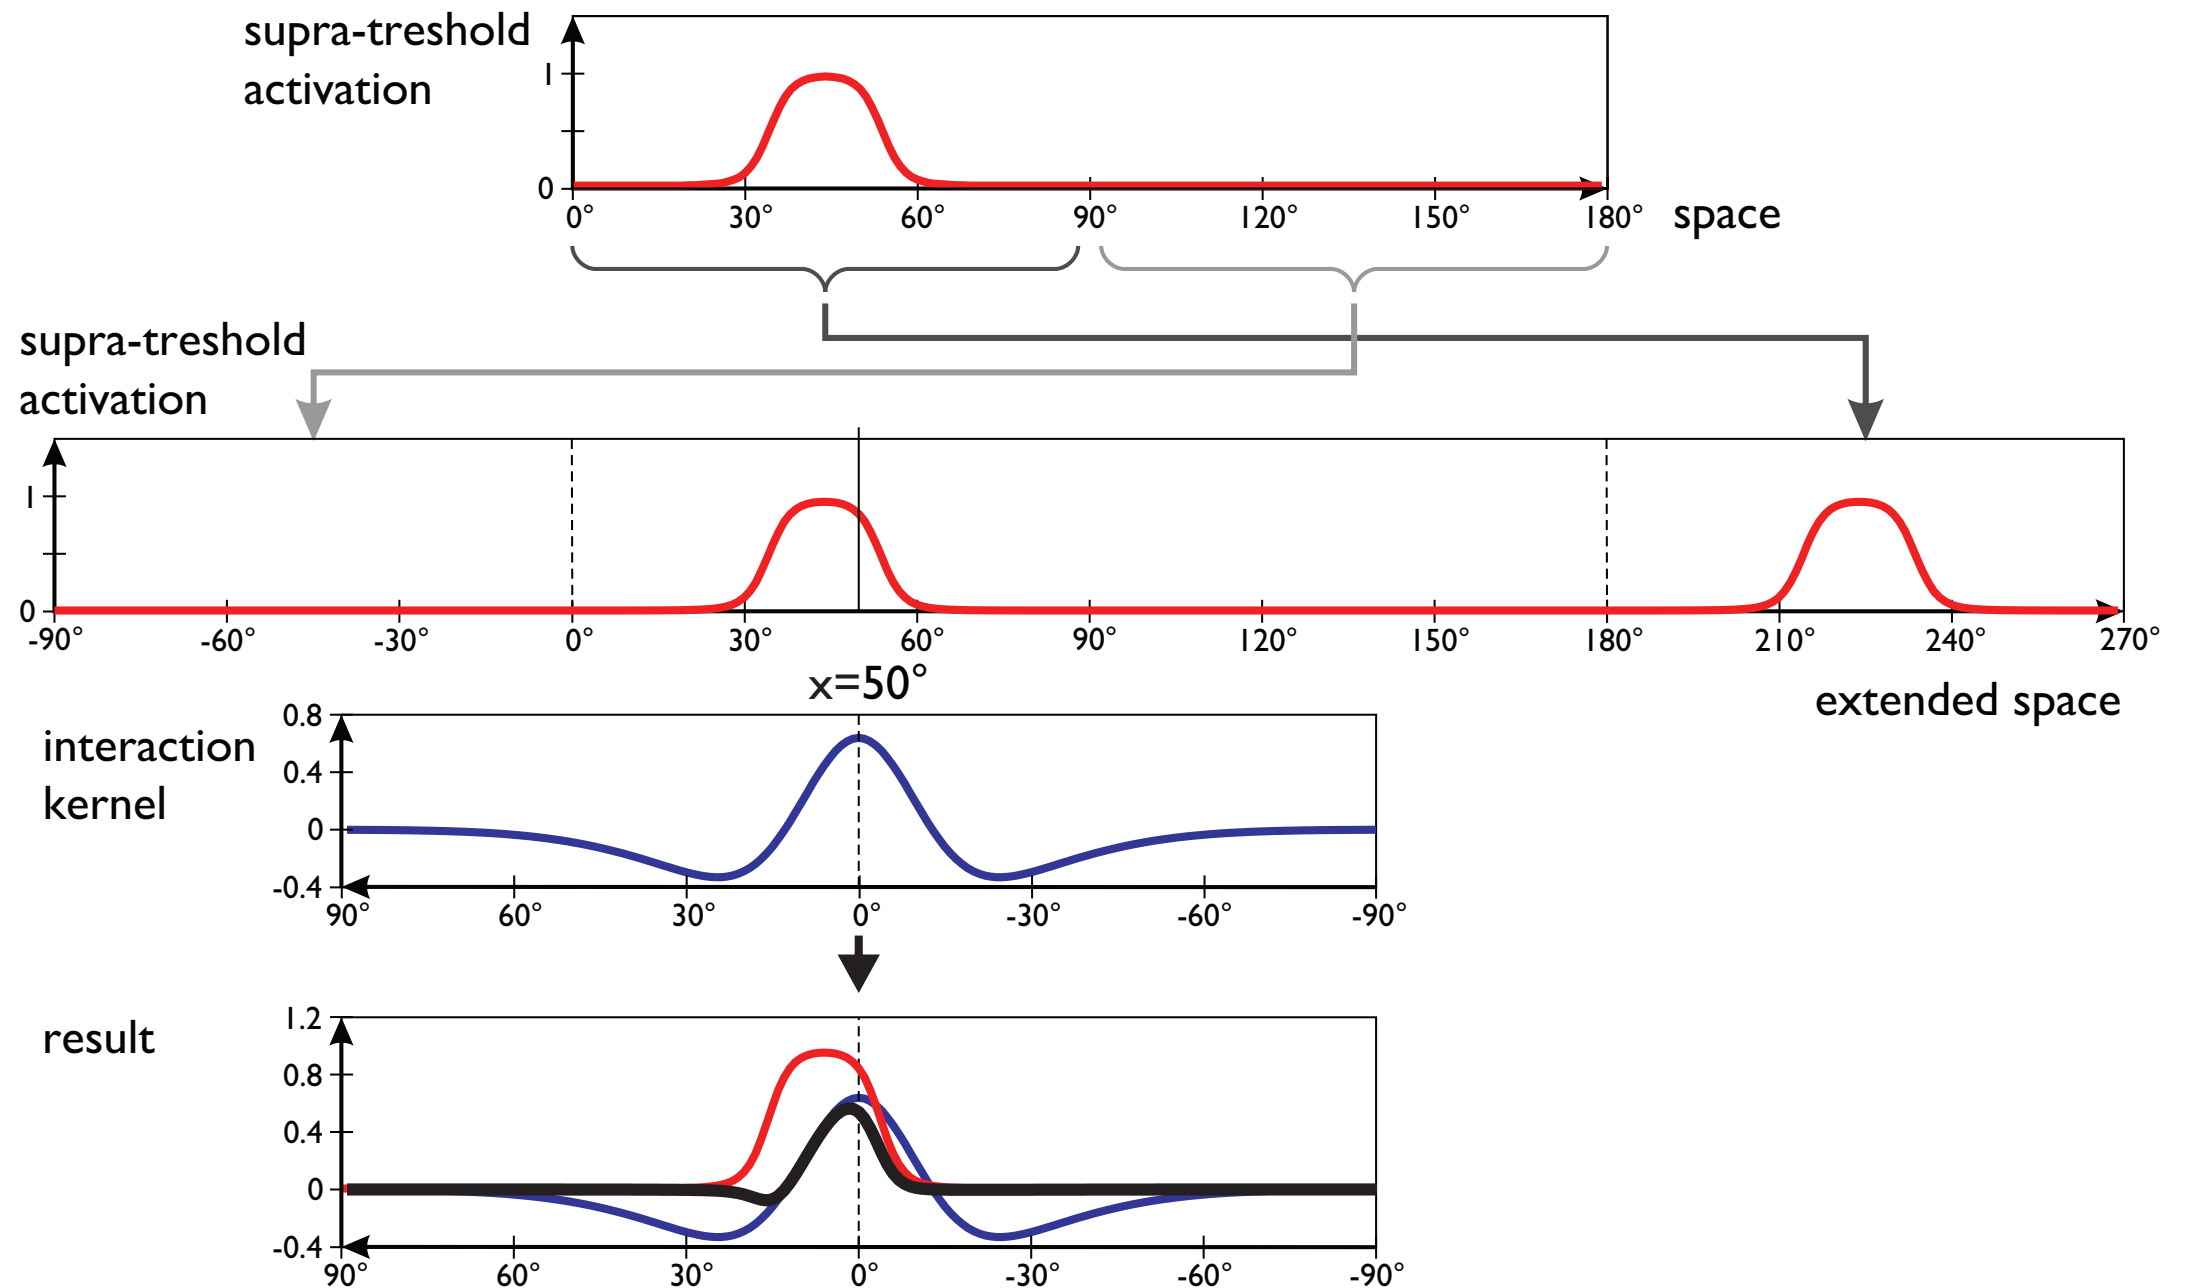 supra-treshold
activation
1
0
0° 30° 60° 90° 120° 150° 180° space
supra-treshold
activation
1
0
-90° -60° -30° 0° 30° 60° 90° 120° 150° 180° 210° 240° 270°
x=50°
extended space
interaction
kernel
0.8
0.4
0
-0.4
90° 60° 30° 0° -30° -60° -90°
result
1.2
0.8
0.4
0
-0.4
90° 60° 30° 0° -30° -60° -90°